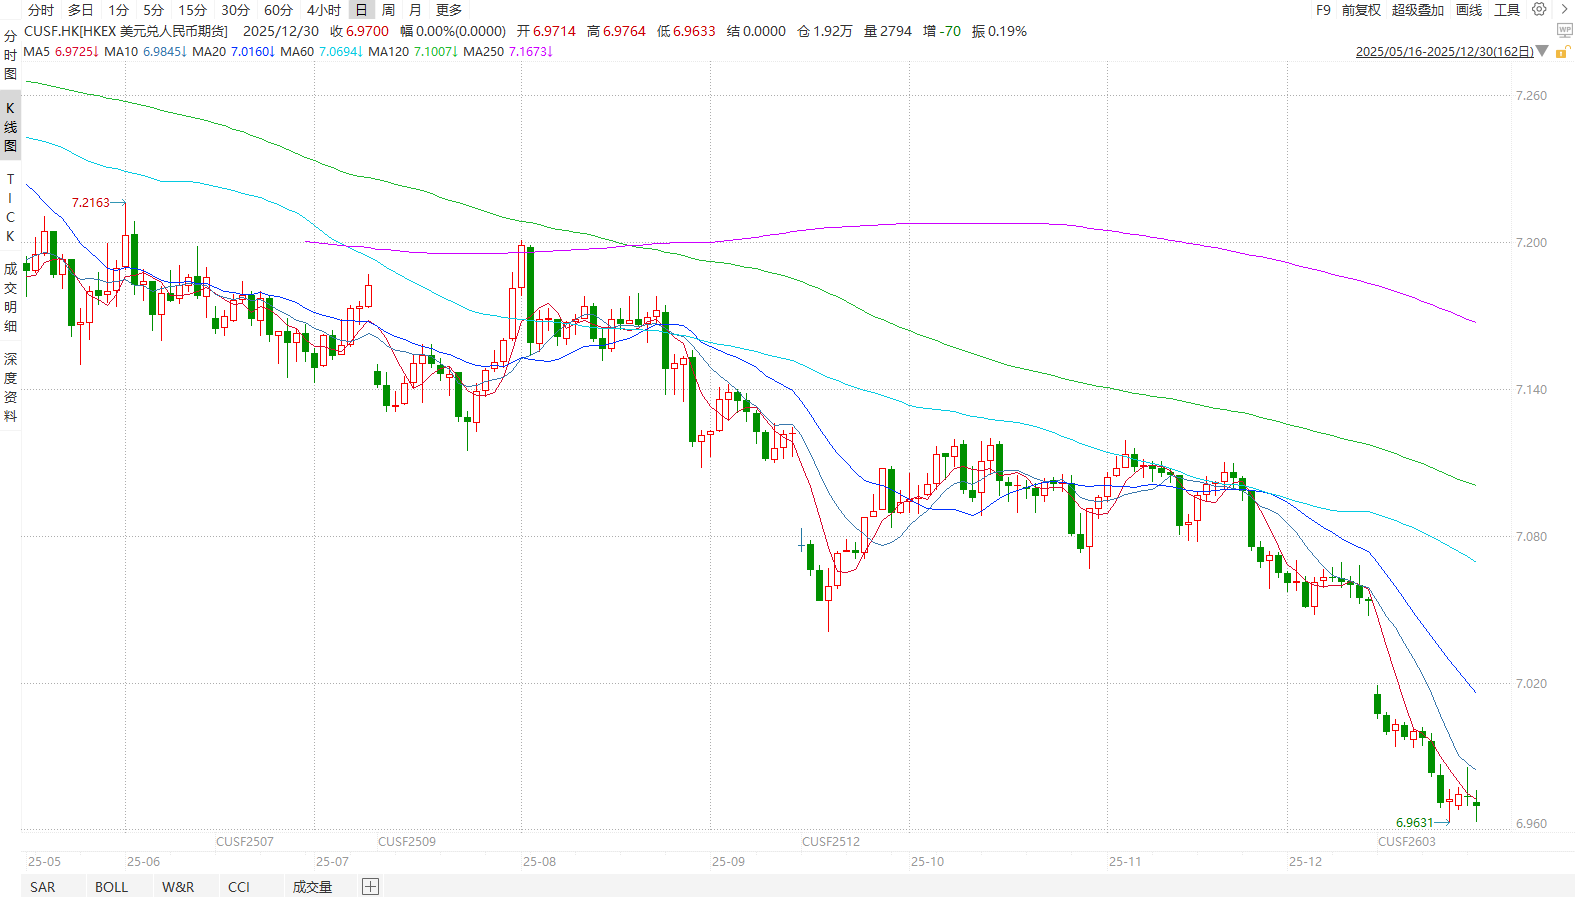 分时 多日 1分 5分 15分 30分 60分 4小时 日 周 月 更多 F9 前复权 超级叠加 画线 工具
CUSF.HK[HKEX 美元兑人民币期货] 2025/12/30 收 6.9700 幅 0.00%(0.0000) 开 6.9714 高 6.9764 低 6.9633 结 0.0000 仓 1.92万 量 2794 增 -70 振 0.19% WP
MA5 6.9725↓ MA10 6.9845↓ MA20 7.0160↓ MA60 7.0694↓ MA120 7.1007↓ MA250 7.1673↓ 2025/05/16-2025/12/30(162日)
分时图
K线图
TICK
成交明细
深度资料
7.260
7.2163
7.200
7.140
7.080
7.020
6.9631
6.960
CUSF2507 CUSF2509 CUSF2512 CUSF2603
25-05 25-06 25-07 25-08 25-09 25-10 25-11 25-12
SAR BOLL W&R CCI 成交量